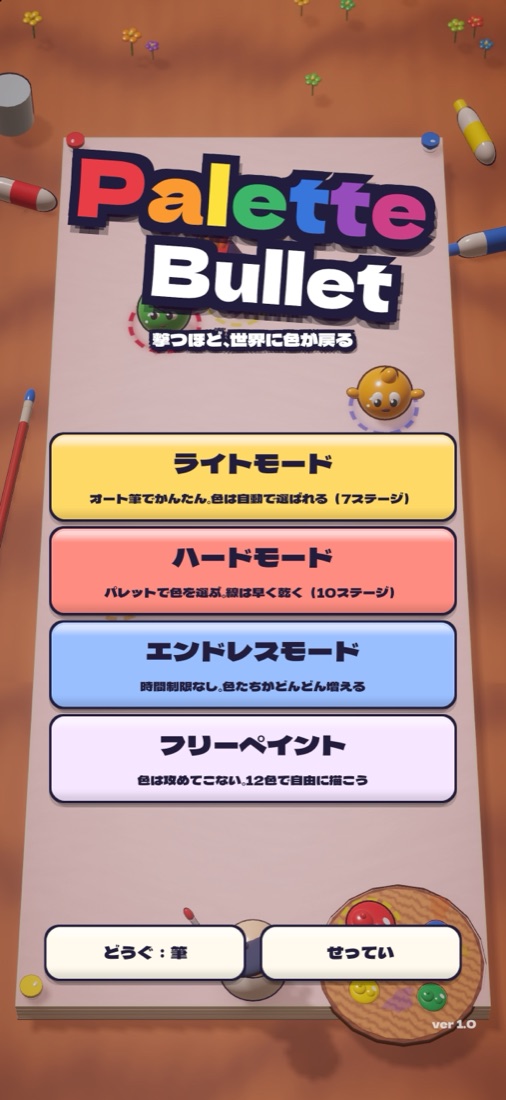 Palette
Bullet
撃つほど、世界に色が戻る
ライトモード
オート筆でかんたん。色は自動で選ばれる（7ステージ）
ハードモード
パレットで色を選ぶ。線は早く乾く（10ステージ）
エンドレスモード
時間制限なし。色たちがどんどん増える
フリーペイント
色は攻めてこない。12色で自由に描こう
どうぐ：筆
せってい
ver 1.0